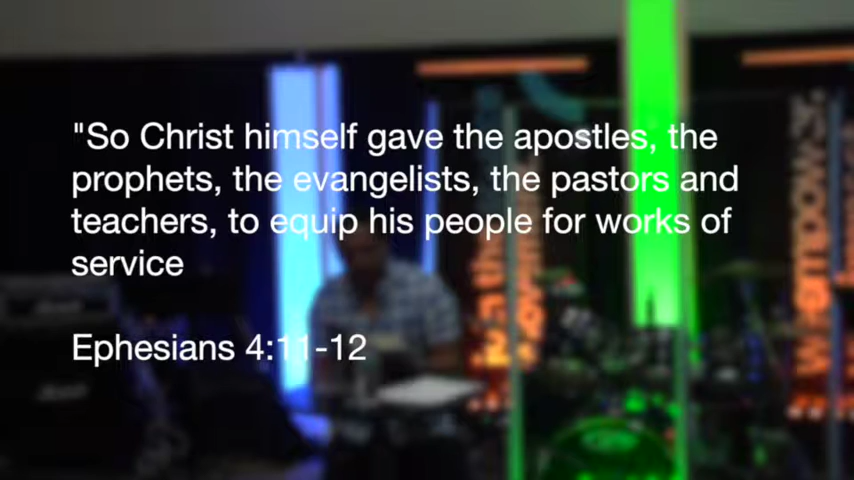 "So Christ himself gave the apostles, the
prophets, the evangelists, the pastors and
teachers, to equip his people for works of
service
Ephesians 4:11-12